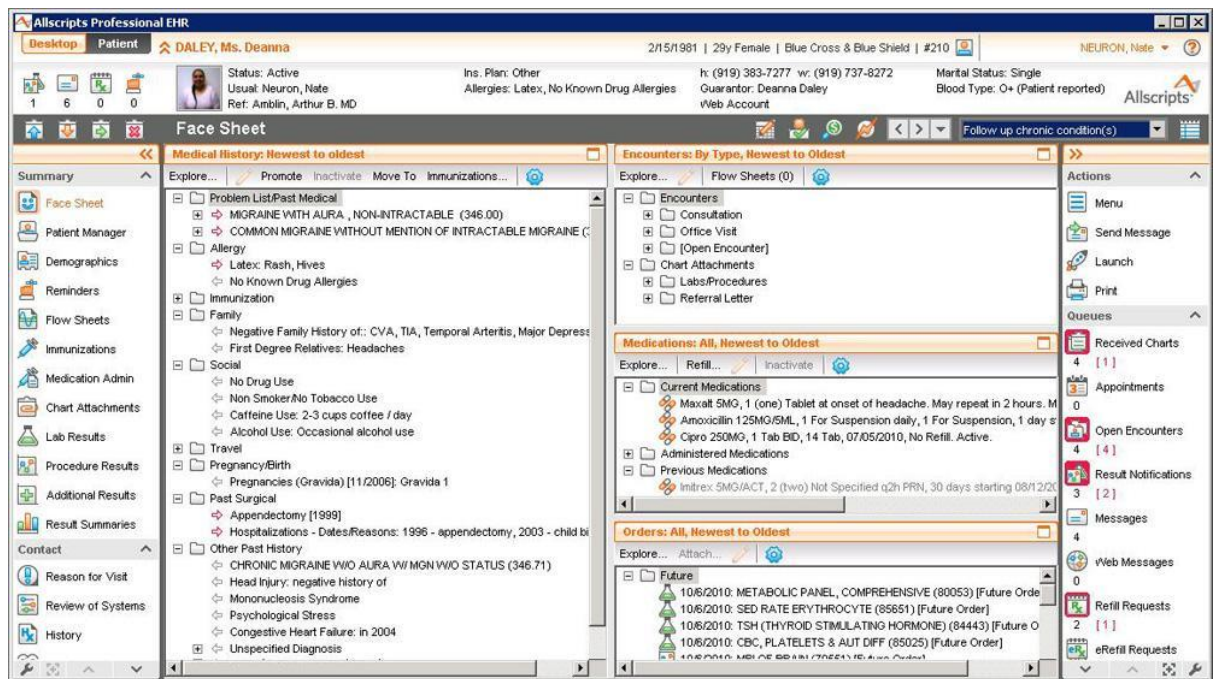 Allscripts Professional EHR
Desktop Patient DALEY, Ms. Deanna 2/15/1981 | 29y Female | Blue Cross & Blue Shield | #210 NEURON, Nate
1 6 0 0
Status: Active
Usual: Neuron, Nate
Ref: Amblin, Arthur B. MD
Ins. Plan: Other
Allergies: Latex, No Known Drug Allergies
h: (919) 383-7277 w: (919) 737-8272
Guarantor: Deanna Daley
Web Account
Marital Status: Single
Blood Type: O+ (Patient reported)
Allscripts
Face Sheet
Follow up chronic condition(s)
Summary
Face Sheet
Patient Manager
Demographics
Reminders
Flow Sheets
Immunizations
Medication Admin
Chart Attachments
Lab Results
Procedure Results
Additional Results
Result Summaries
Contact
Reason for Visit
Review of Systems
History
Medical History: Newest to oldest
Explore... Promote Inactivate Move To Immunizations...
Problem List/Past Medical
MIGRAINE WITH AURA , NON-INTRACTABLE (346.00)
COMMON MIGRAINE WITHOUT MENTION OF INTRACTABLE MIGRAINE (
Allergy
Latex: Rash, Hives
No Known Drug Allergies
Immunization
Family
Negative Family History of:: CVA, TIA, Temporal Arteritis, Major Depress
First Degree Relatives: Headaches
Social
No Drug Use
Non Smoker/No Tobacco Use
Caffeine Use: 2-3 cups coffee / day
Alcohol Use: Occasional alcohol use
Travel
Pregnancy/Birth
Pregnancies (Gravida) [11/2006]: Gravida 1
Past Surgical
Appendectomy [1999]
Hospitalizations - Dates/Reasons: 1996 - appendectomy, 2003 - child bi
Other Past History
CHRONIC MIGRAINE W/O AURA W/ MGN W/O STATUS (346.71)
Head Injury: negative history of
Mononucleosis Syndrome
Psychological Stress
Congestive Heart Failure: in 2004
Unspecified Diagnosis
Encounters: By Type, Newest to Oldest
Explore... Flow Sheets (0)
Encounters
Consultation
Office Visit
[Open Encounter]
Chart Attachments
Labs/Procedures
Referral Letter
Medications: All, Newest to Oldest
Explore... Refill... Inactivate
Current Medications
Maxalt 5MG, 1 (one) Tablet at onset of headache. May repeat in 2 hours. M
Amoxicillin 125MG/5ML, 1 For Suspension daily, 1 For Suspension, 1 day s
Cipro 250MG, 1 Tab BID, 14 Tab, 07/05/2010, No Refill. Active.
Administered Medications
Previous Medications
Imitrex 5MG/ACT, 2 (two) Not Specified q2h PRN, 30 days starting 08/12/20
Orders: All, Newest to Oldest
Explore... Attach...
Future
10/6/2010: METABOLIC PANEL, COMPREHENSIVE (80053) [Future Orde
10/6/2010: SED RATE ERYTHROCYTE (85651) [Future Order]
10/6/2010: TSH (THYROID STIMULATING HORMONE) (84443) [Future O
10/6/2010: CBC, PLATELETS & AUT DIFF (85025) [Future Order]
10/6/2010: MRI OF BRAIN (70551) [Future Order]
Actions
Menu
Send Message
Launch
Print
Queues
Received Charts
4 [1]
Appointments
0
Open Encounters
4 [4]
Result Notifications
3 [2]
Messages
4
Web Messages
0
Refill Requests
2 [1]
eRefill Requests